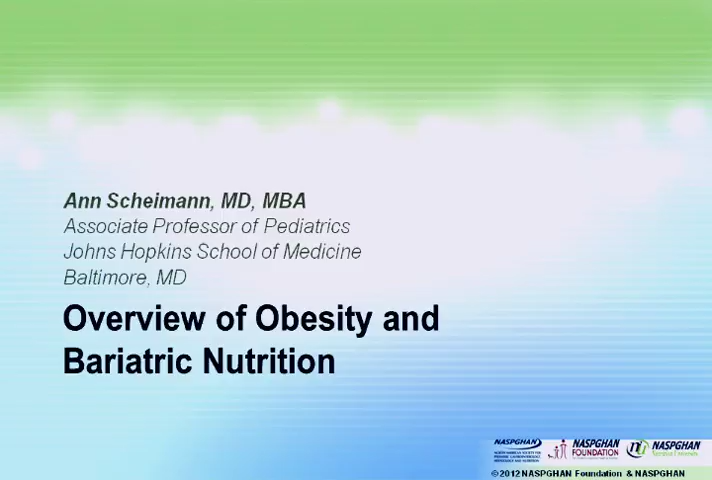 Ann Scheimann, MD, MBA
Associate Professor of Pediatrics
Johns Hopkins School of Medicine
Baltimore, MD
Overview of Obesity and
Bariatric Nutrition
NASPGHAN
NASPGHAN
FOUNDATION
NASPGHAN
©2012 NASPGHAN Foundation & NASPGHAN